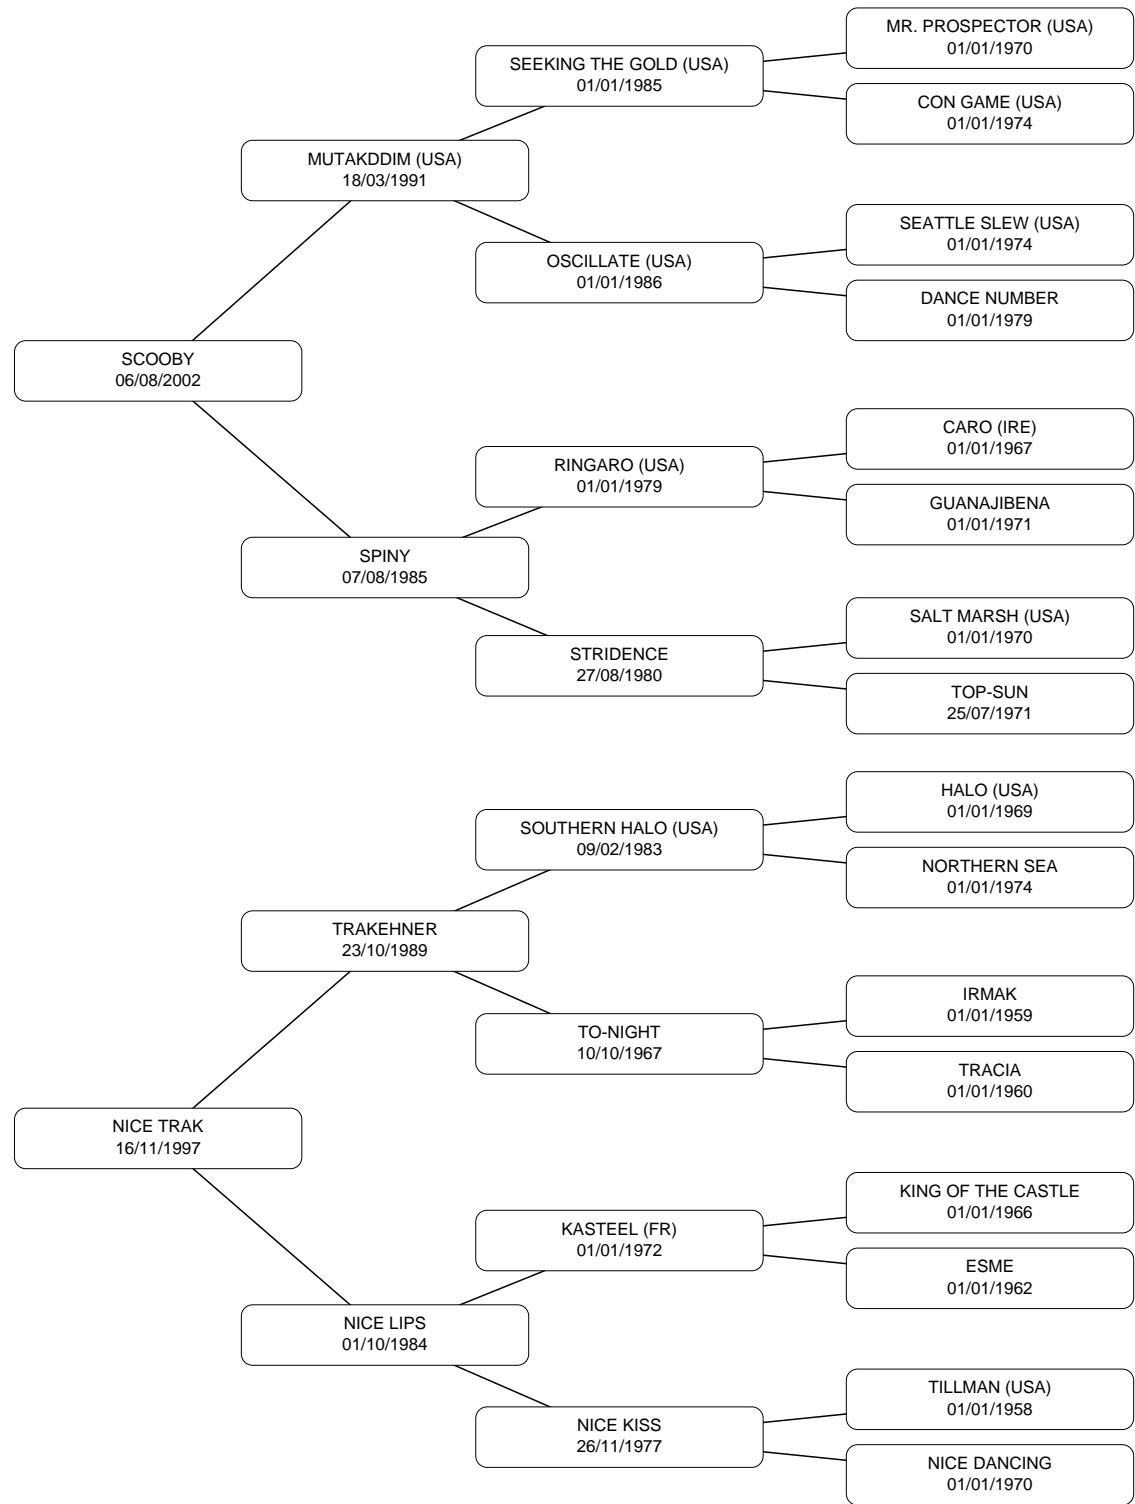 MR. PROSPECTOR (USA)
01/01/1970
SEEKING THE GOLD (USA)
01/01/1985
CON GAME (USA)
01/01/1974
MUTAKDDIM (USA)
18/03/1991
SEATTLE SLEW (USA)
01/01/1974
OSCILLATE (USA)
01/01/1986
DANCE NUMBER
01/01/1979
SCOOBY
06/08/2002
CARO (IRE)
01/01/1967
RINGARO (USA)
01/01/1979
GUANAJIBENA
01/01/1971
SPINY
07/08/1985
SALT MARSH (USA)
01/01/1970
STRIDENCE
27/08/1980
TOP-SUN
25/07/1971
HALO (USA)
01/01/1969
SOUTHERN HALO (USA)
09/02/1983
NORTHERN SEA
01/01/1974
TRAKEHNER
23/10/1989
IRMAK
01/01/1959
TO-NIGHT
10/10/1967
TRACIA
01/01/1960
NICE TRAK
16/11/1997
KING OF THE CASTLE
01/01/1966
KASTEEL (FR)
01/01/1972
ESME
01/01/1962
NICE LIPS
01/10/1984
TILLMAN (USA)
01/01/1958
NICE KISS
26/11/1977
NICE DANCING
01/01/1970